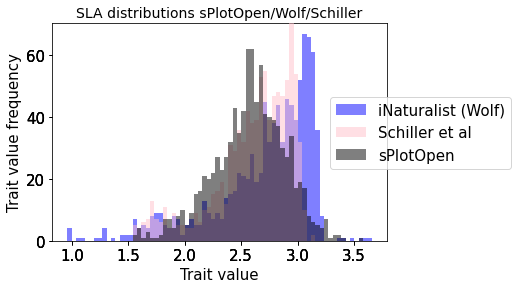 SLA distributions sPlotOpen/Wolf/Schiller
Trait value frequency
60
40
20
0
iNaturalist (Wolf)
Schiller et al
sPlotOpen
1.0 1.5 2.0 2.5 3.0 3.5
Trait value